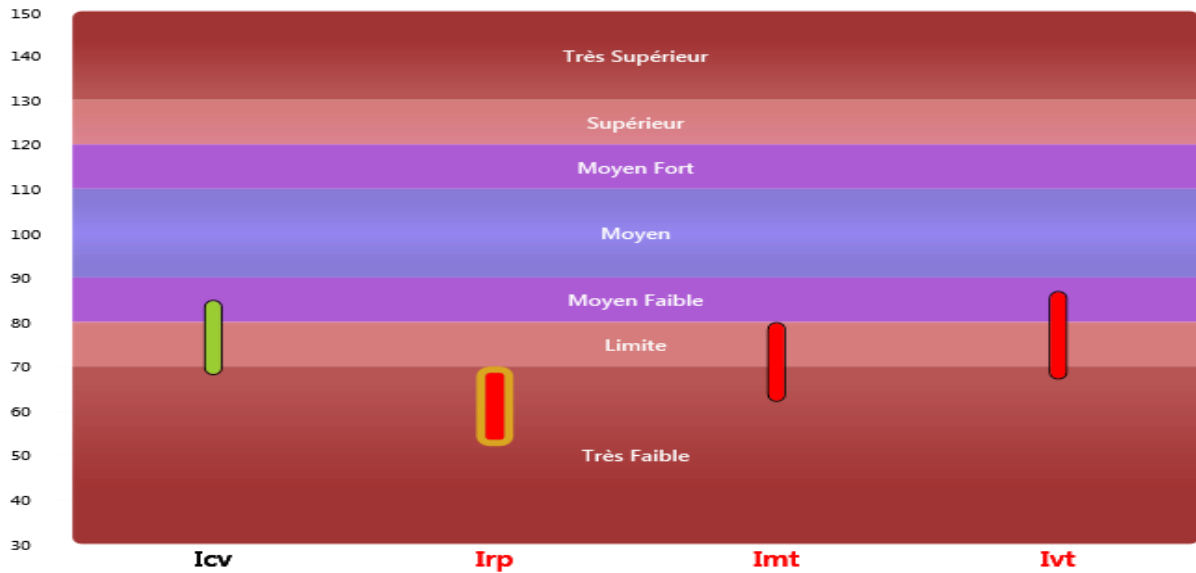 150
140
Très Supérieur
130
Supérieur
120
Moyen Fort
110
100
Moyen
90
Moyen Faible
80
Limite
70
60
50
Très Faible
40
30
Icv Irp Imt Ivt